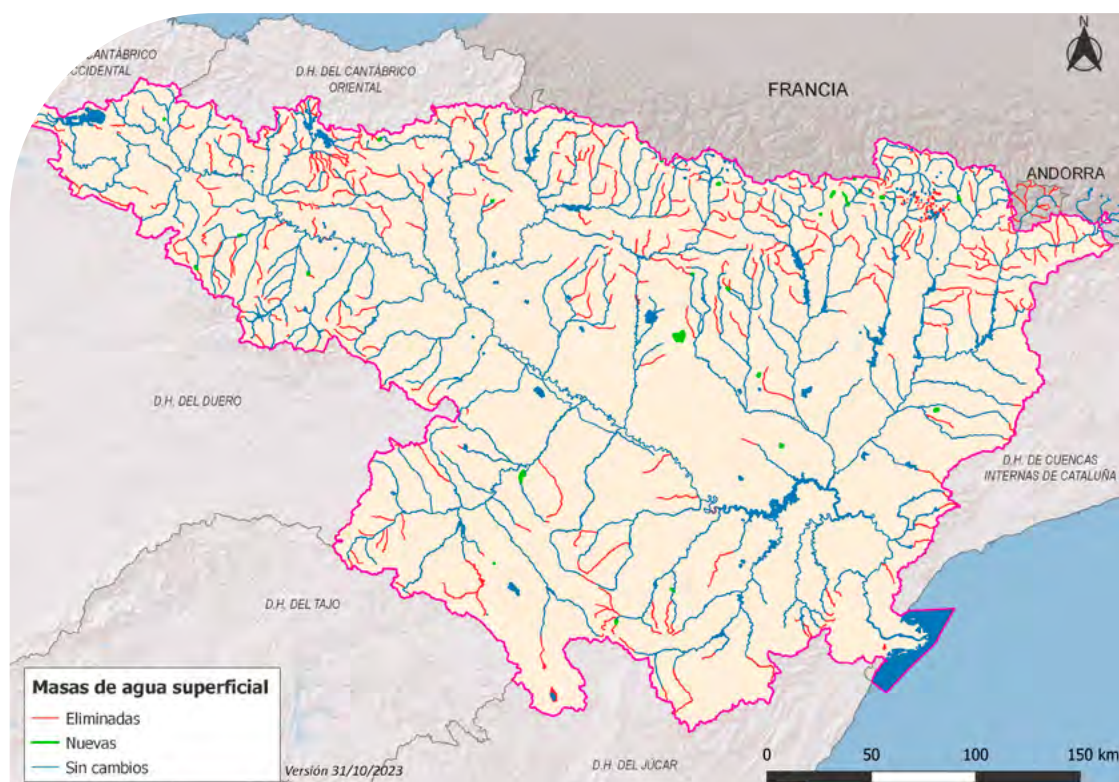 CANTÁBRICO
OCCIDENTAL
D.H. DEL CANTÁBRICO
ORIENTAL
N
FRANCIA
ANDORRA
D.H. DEL DUERO
D.H. DE CUENCAS
INTERNAS DE CATALUÑA
D.H. DEL TAJO
Masas de agua superficial
Eliminadas
Nuevas
Sin cambios
Versión 31/10/2023
D.H. DEL JÚCAR
0 50 100 150 km